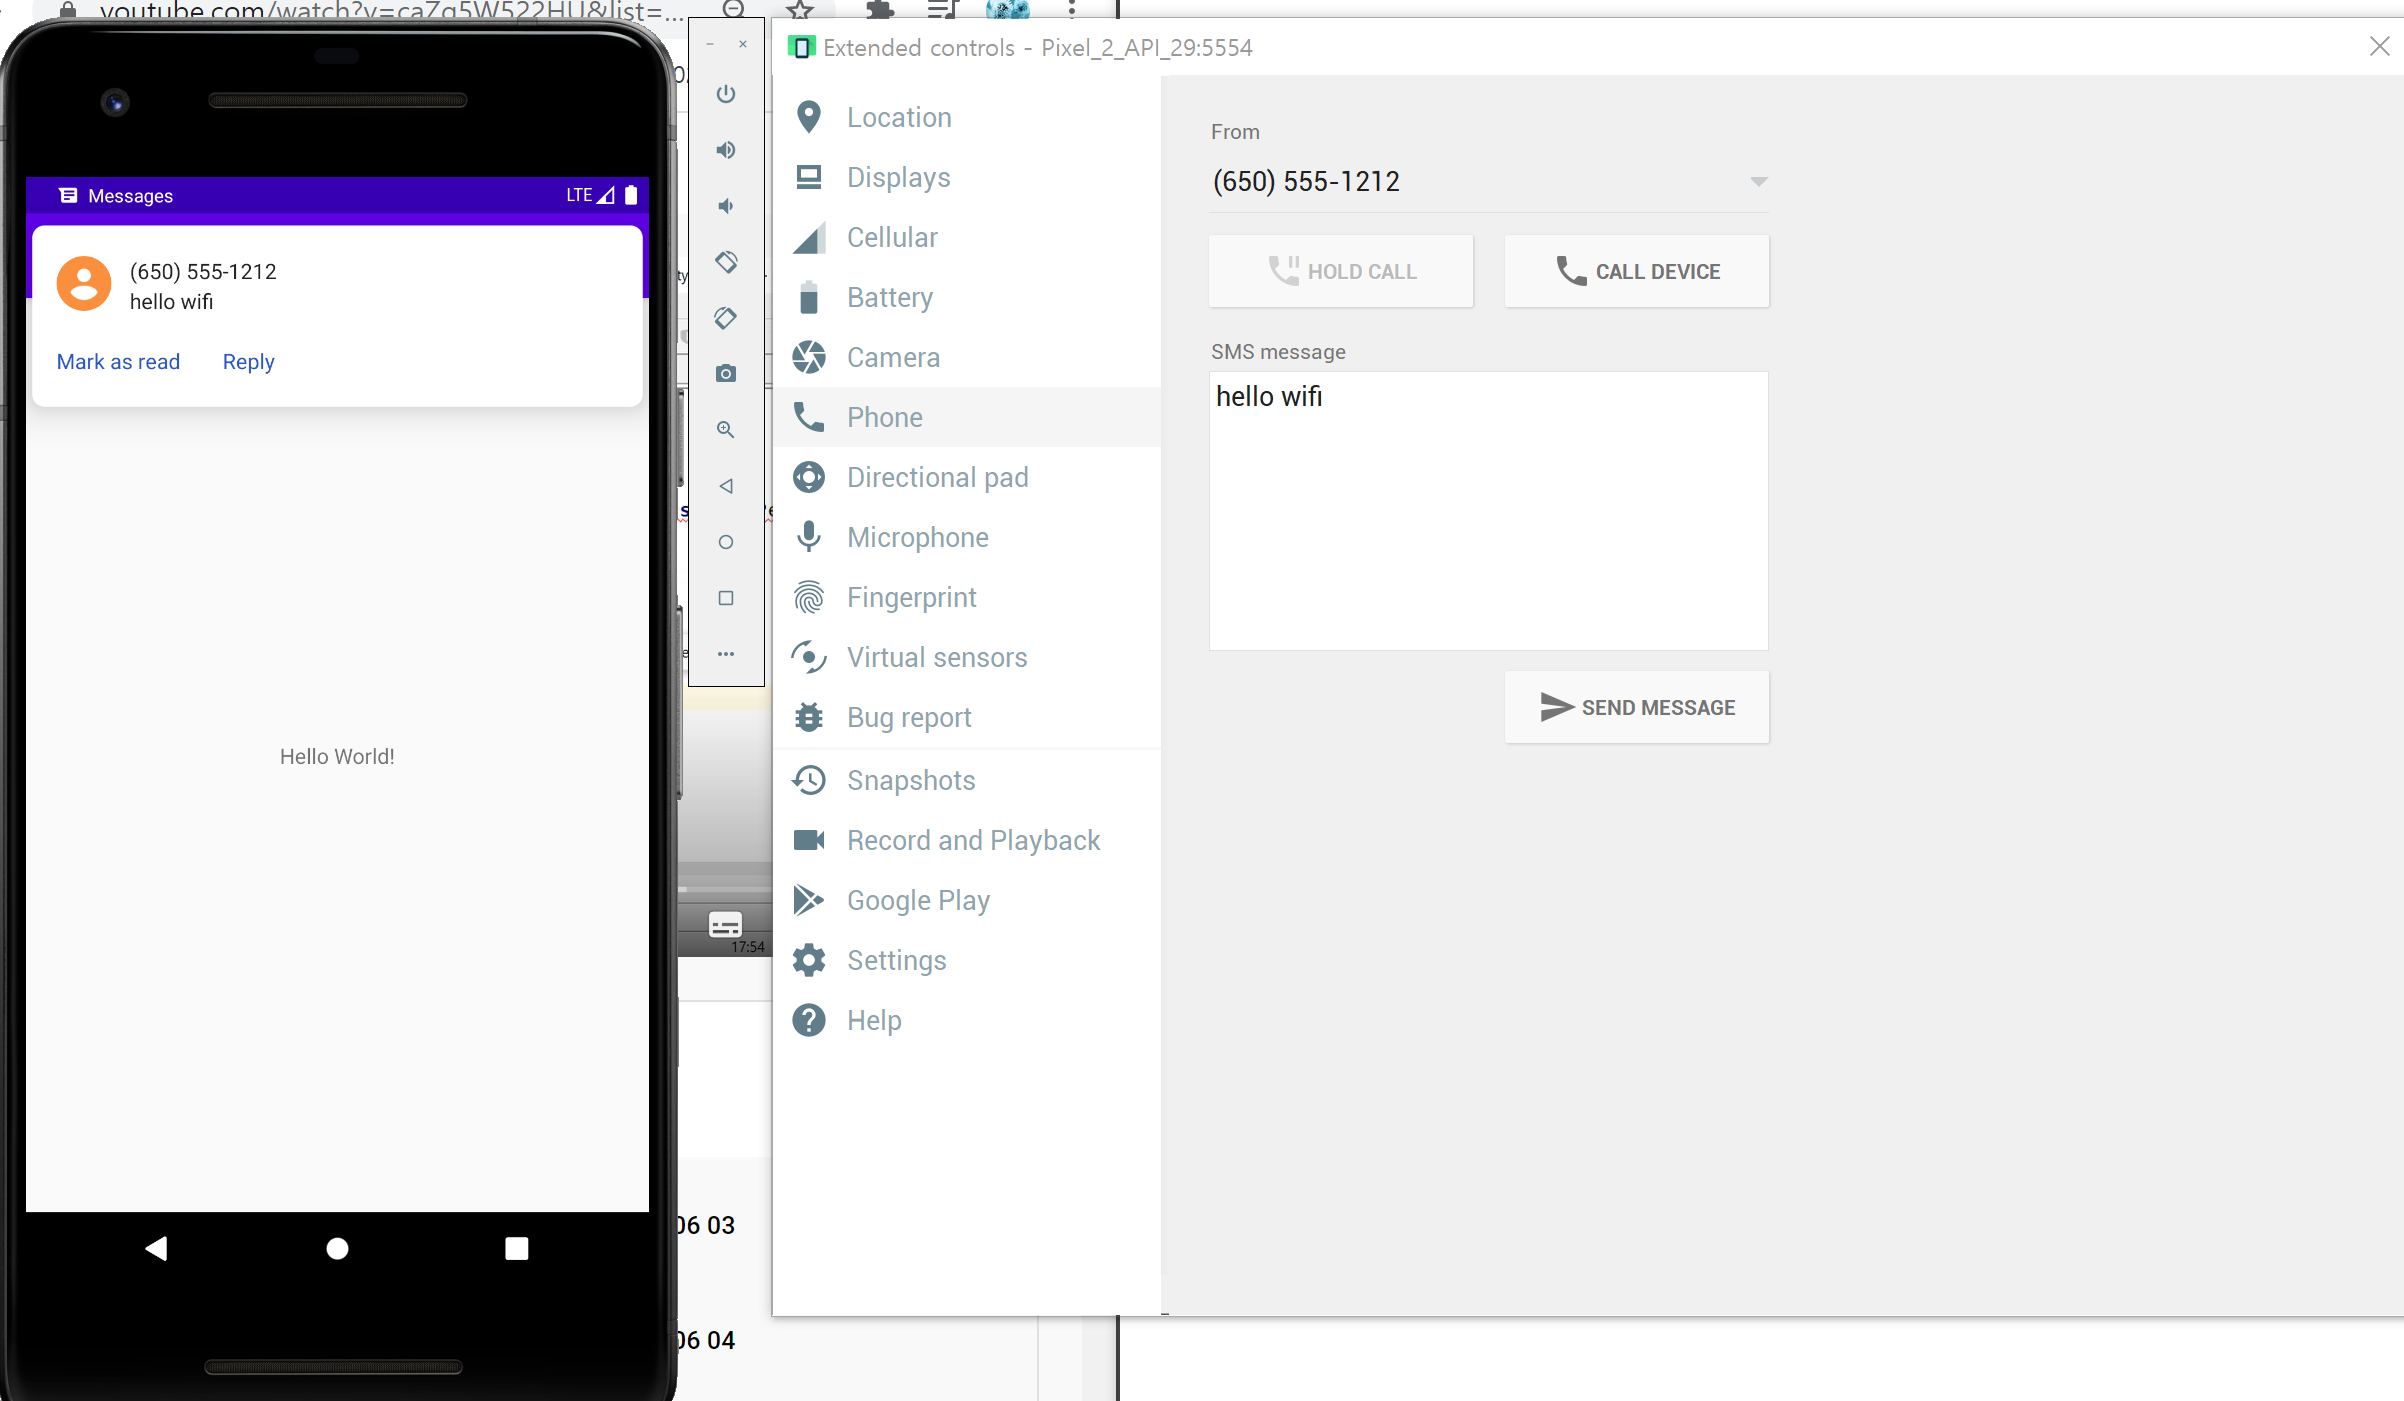 youtube.com/watch?v=caZg5W522HU&list=...
Messages
LTE
(650) 555-1212
hello wifi
Mark as read
Reply
Hello World!
17:54
06 03
06 04
Extended controls - Pixel_2_API_29:5554
Location
Displays
Cellular
Battery
Camera
Phone
Directional pad
Microphone
Fingerprint
Virtual sensors
Bug report
Snapshots
Record and Playback
Google Play
Settings
Help
From
(650) 555-1212
HOLD CALL
CALL DEVICE
SMS message
hello wifi
SEND MESSAGE